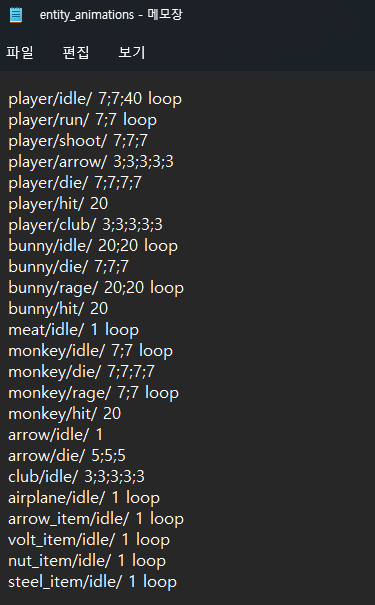 entity_animations - 메모장
파일 편집 보기
player/idle/ 7;7;40 loop
player/run/ 7;7 loop
player/shoot/ 7;7;7
player/arrow/ 3;3;3;3;3
player/die/ 7;7;7;7
player/hit/ 20
player/club/ 3;3;3;3;3
bunny/idle/ 20;20 loop
bunny/die/ 7;7;7
bunny/rage/ 20;20 loop
bunny/hit/ 20
meat/idle/ 1 loop
monkey/idle/ 7;7 loop
monkey/die/ 7;7;7;7
monkey/rage/ 7;7 loop
monkey/hit/ 20
arrow/idle/ 1
arrow/die/ 5;5;5
club/idle/ 3;3;3;3;3
airplane/idle/ 1 loop
arrow_item/idle/ 1 loop
volt_item/idle/ 1 loop
nut_item/idle/ 1 loop
steel_item/idle/ 1 loop